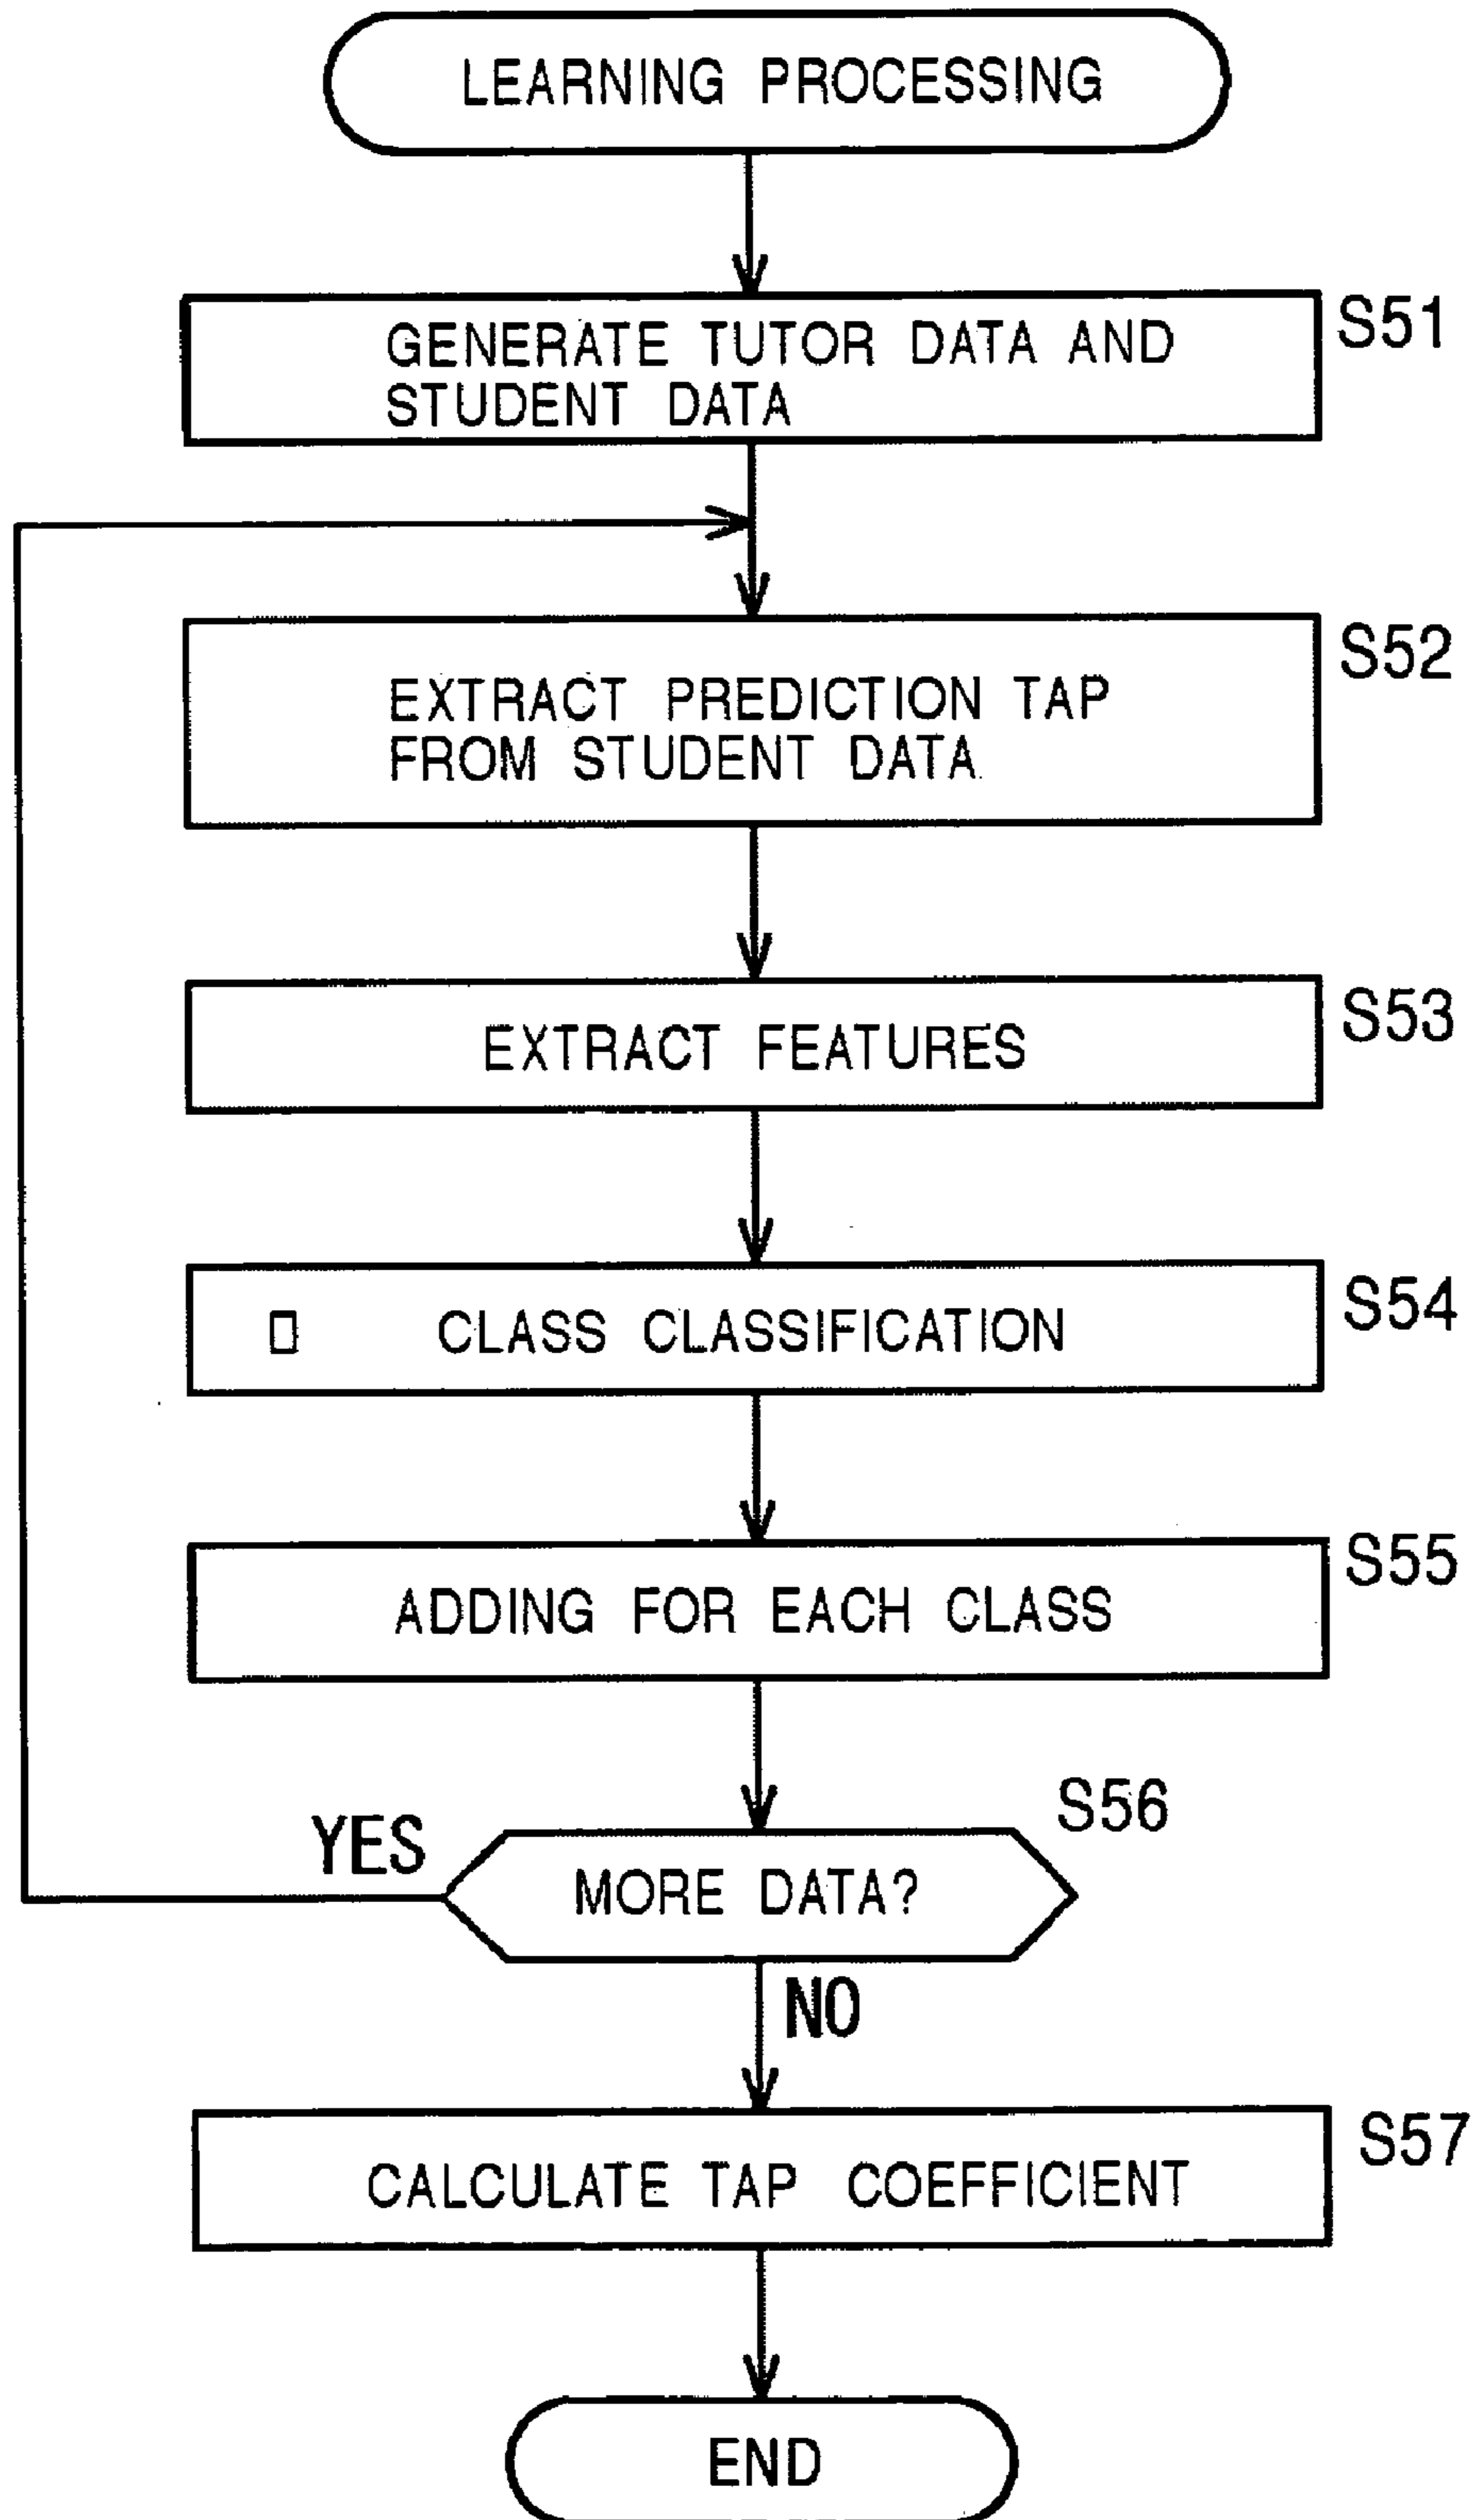 LEARNING PROCESSING
GENERATE TUTOR DATA AND
STUDENT DATA
S51
EXTRACT PREDICTION TAP
FROM STUDENT DATA
S52
EXTRACT FEATURES
S53
□ CLASS CLASSIFICATION
S54
ADDING FOR EACH CLASS
S55
S56
YES
MORE DATA?
NO
CALCULATE TAP COEFFICIENT
S57
END